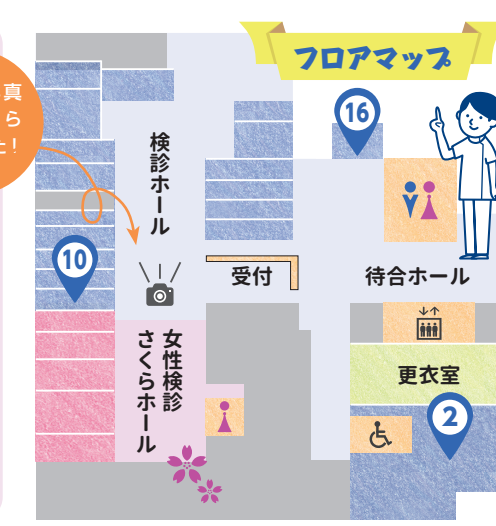 フロアマップ
真
ら
た!
16
検診ホール
10
受付
待合ホール
女性検診
さくらホール
更衣室
2